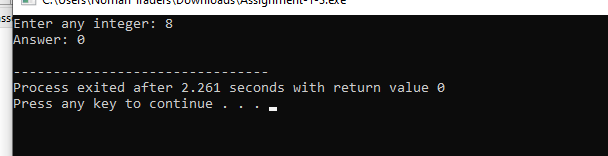 C:\Users\Noman Traders\Downloads\Assignment-1-3.exe
Enter any integer: 8
Answer: 0
--------------------------------
Process exited after 2.261 seconds with return value 0
Press any key to continue . . .